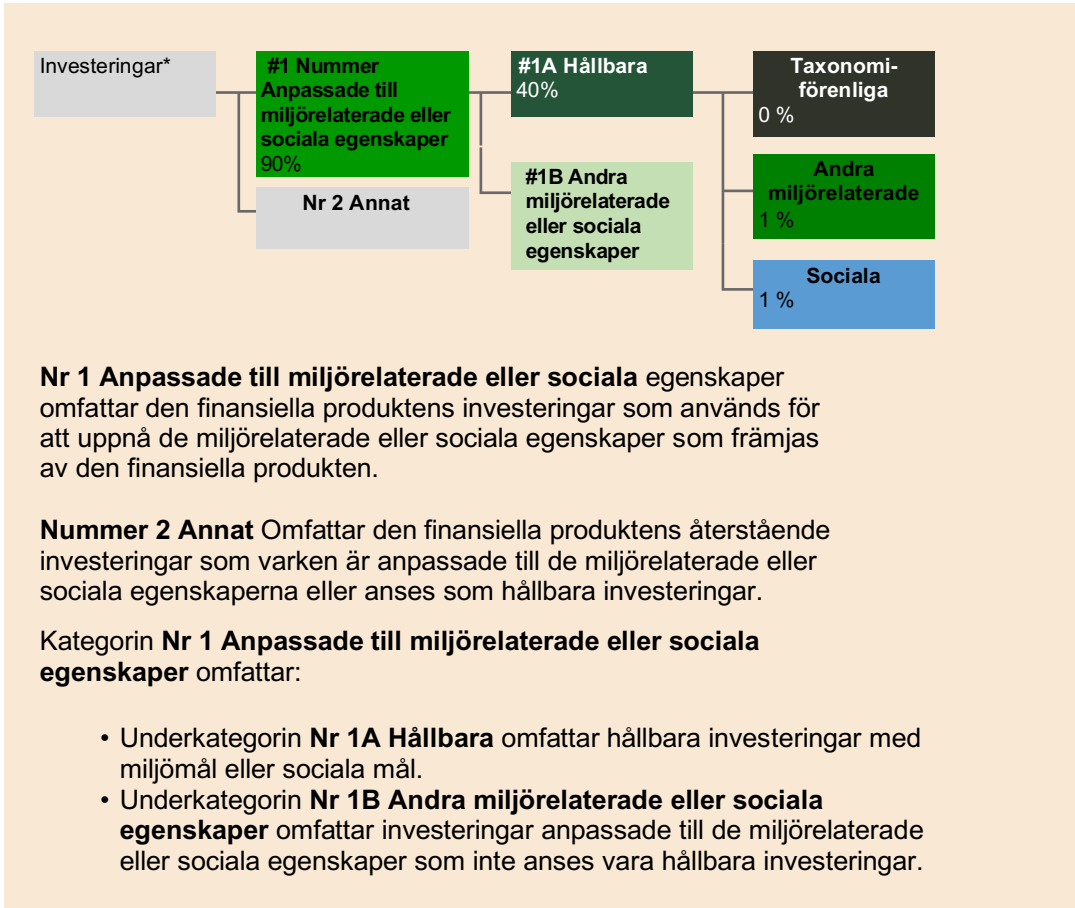 Investeringar*
#1 Nummer
Anpassade till
miljörelaterade eller
sociala egenskaper
90%
Nr 2 Annat
#1A Hållbara
40%
#1B Andra
miljörelaterade
eller sociala
egenskaper
Taxonomi-
förenliga
0 %
Andra
miljörelaterade
1 %
Sociala
1 %
Nr 1 Anpassade till miljörelaterade eller sociala egenskaper
omfattar den finansiella produktens investeringar som används för
att uppnå de miljörelaterade eller sociala egenskaper som främjas
av den finansiella produkten.
Nummer 2 Annat Omfattar den finansiella produktens återstående
investeringar som varken är anpassade till de miljörelaterade eller
sociala egenskaperna eller anses som hållbara investeringar.
Kategorin Nr 1 Anpassade till miljörelaterade eller sociala
egenskaper omfattar:
• Underkategorin Nr 1A Hållbara omfattar hållbara investeringar med
miljömål eller sociala mål.
• Underkategorin Nr 1B Andra miljörelaterade eller sociala
egenskaper omfattar investeringar anpassade till de miljörelaterade
eller sociala egenskaper som inte anses vara hållbara investeringar.